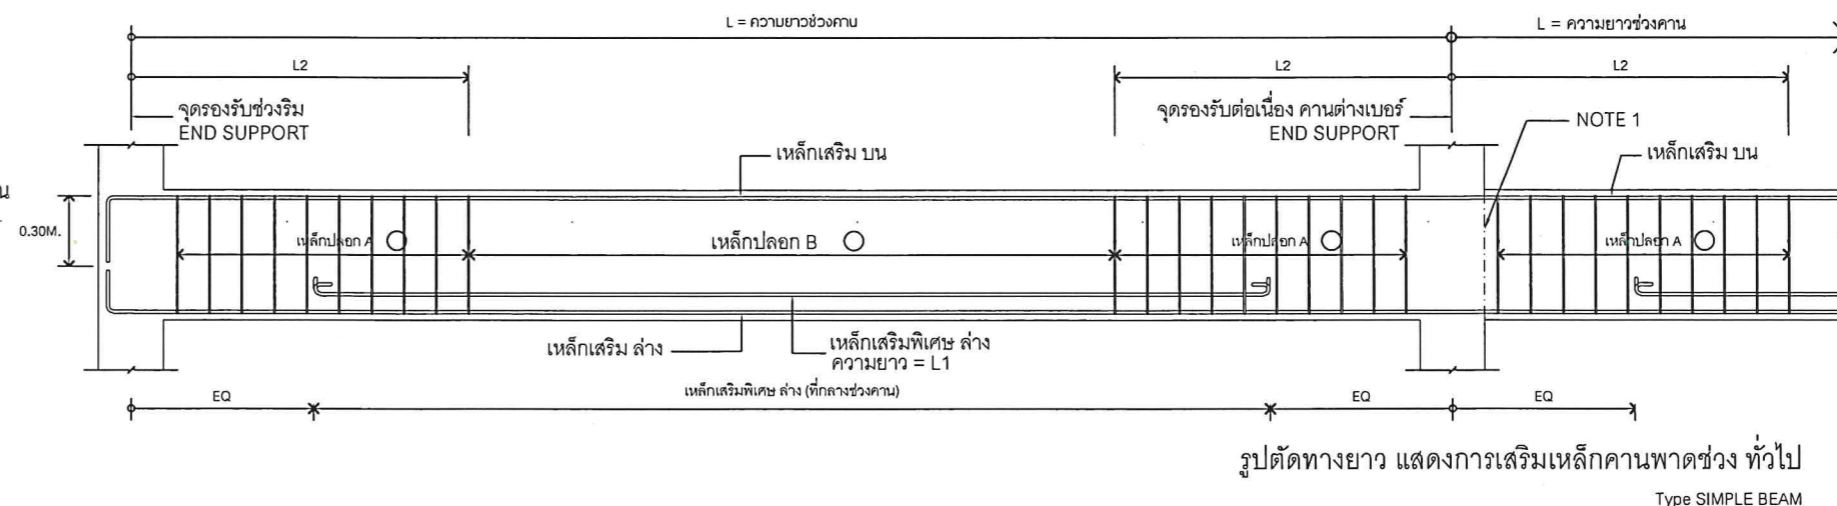 L = ความยาวช่วงคาน
L = ความยาวช่วงคาน
L2
L2
L2
จุดรองรับช่วงริม
END SUPPORT
จุดรองรับต่อเนื่อง คานต่างเบอร์
END SUPPORT
NOTE 1
เหล็กเสริม บน
เหล็กเสริม บน
น
0.30M.
เหล็กปลอก A
เหล็กปลอก B
เหล็กปลอก A
เหล็กปลอก A
เหล็กเสริม ล่าง
เหล็กเสริมพิเศษ ล่าง
ความยาว = L1
EQ
เหล็กเสริมพิเศษ ล่าง (ที่กลางช่วงคาน)
EQ
EQ
รูปตัดทางยาว แสดงการเสริมเหล็กคานพาดช่วง ทั่วไป
Type SIMPLE BEAM